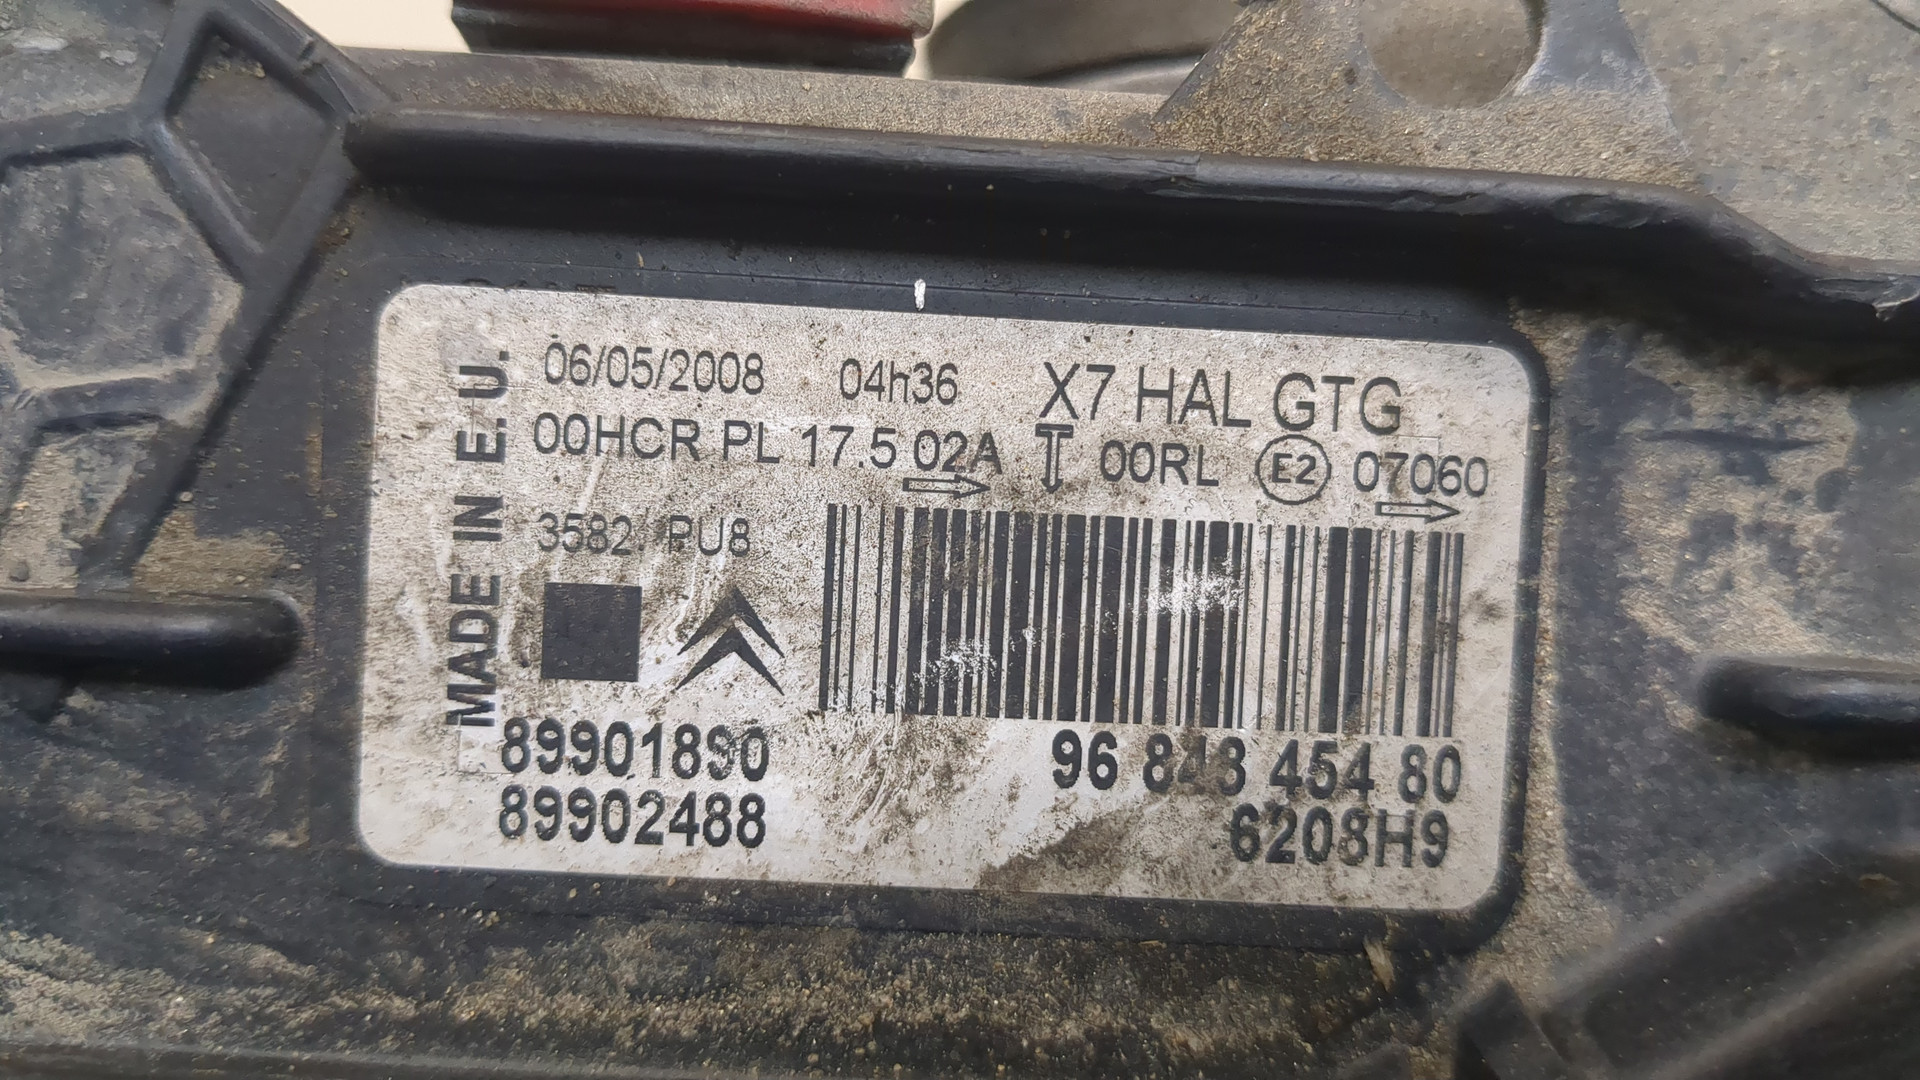 MADE IN E.U.
06/05/2008 04h36 X7 HAL GTG
00HCR PL 17.5 02A 00RL E2 07060
3582 PU8
89901890 96 843 454 80
89902488 6208H9